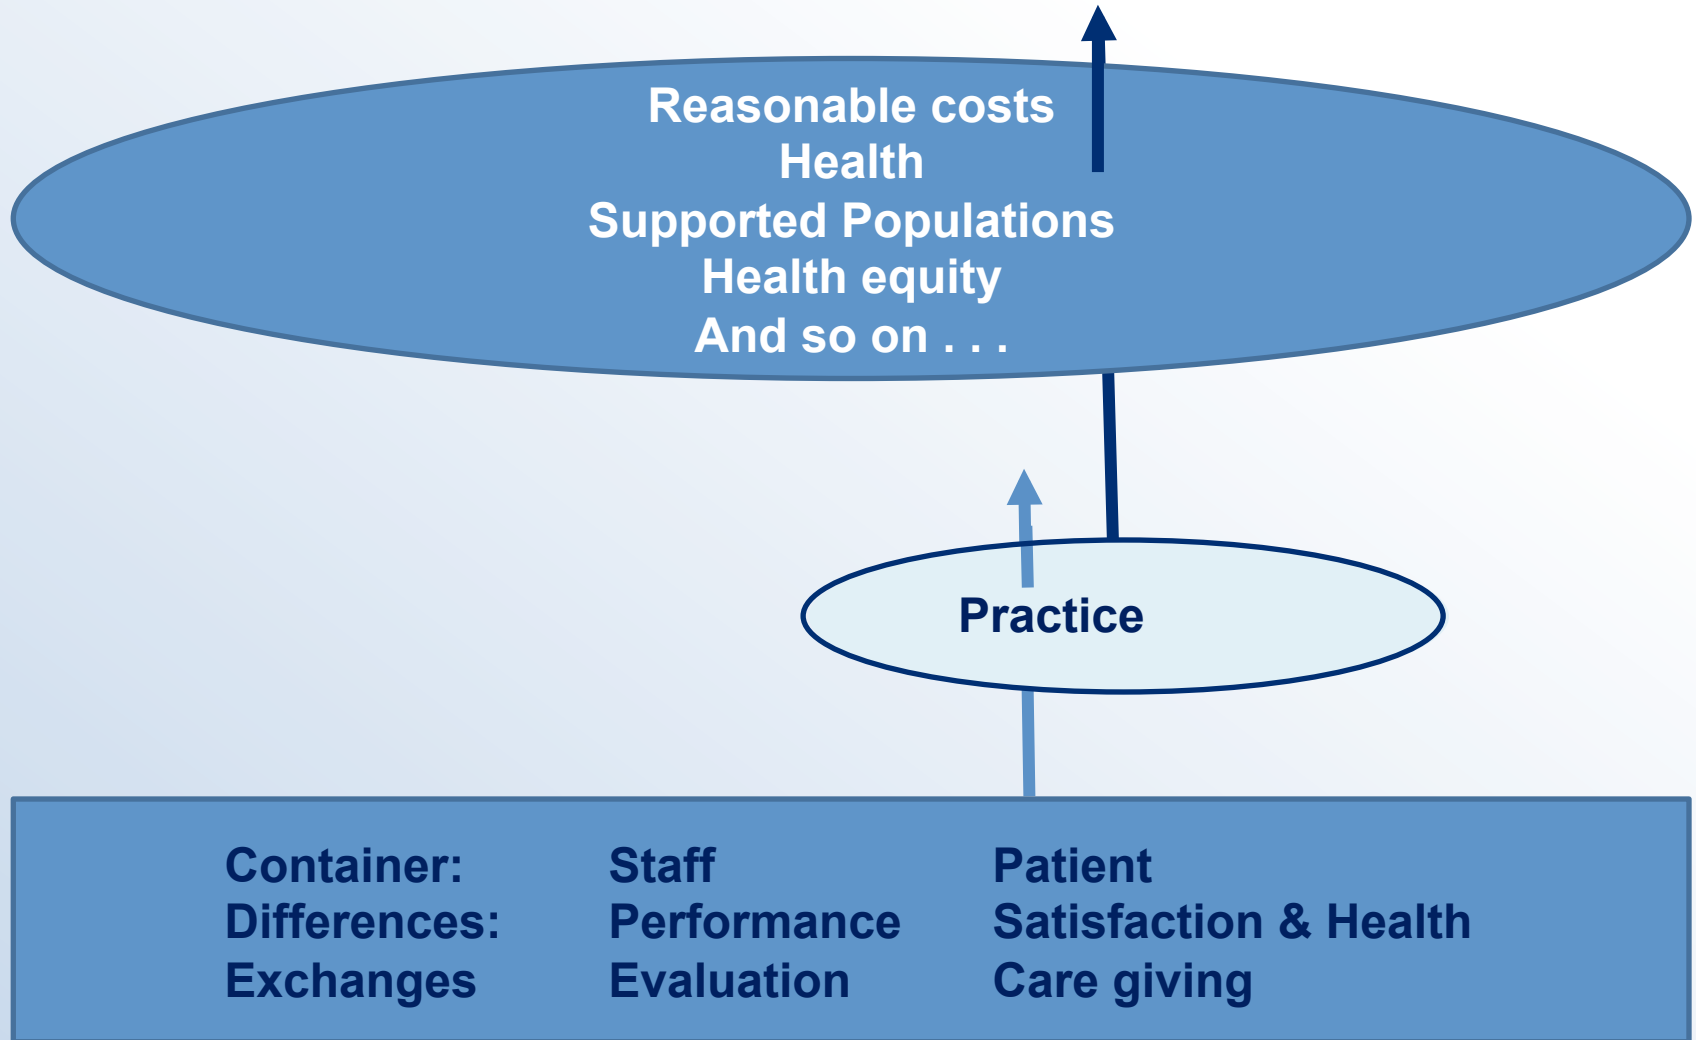 Reasonable costs
Health
Supported Populations
Health equity
And so on . . .
Practice
Container: Staff Patient
Differences: Performance Satisfaction & Health
Exchanges Evaluation Care giving